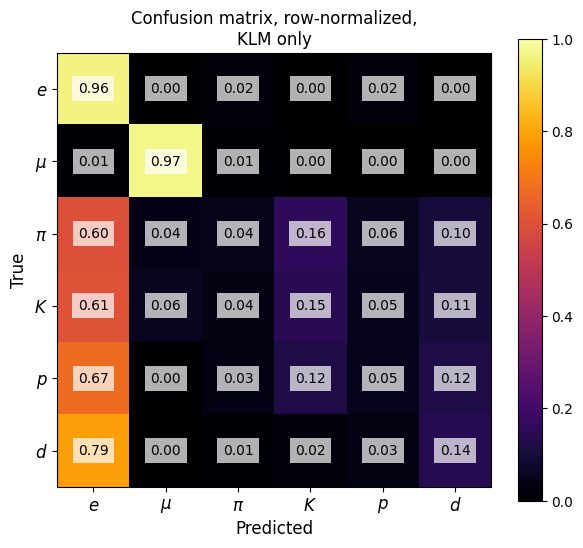 Confusion matrix, row-normalized,
KLM only
True
e 0.96 0.00 0.02 0.00 0.02 0.00
μ 0.01 0.97 0.01 0.00 0.00 0.00
π 0.60 0.04 0.04 0.16 0.06 0.10
K 0.61 0.06 0.04 0.15 0.05 0.11
p 0.67 0.00 0.03 0.12 0.05 0.12
d 0.79 0.00 0.01 0.02 0.03 0.14
e μ π K p d
Predicted
1.0
0.8
0.6
0.4
0.2
0.0